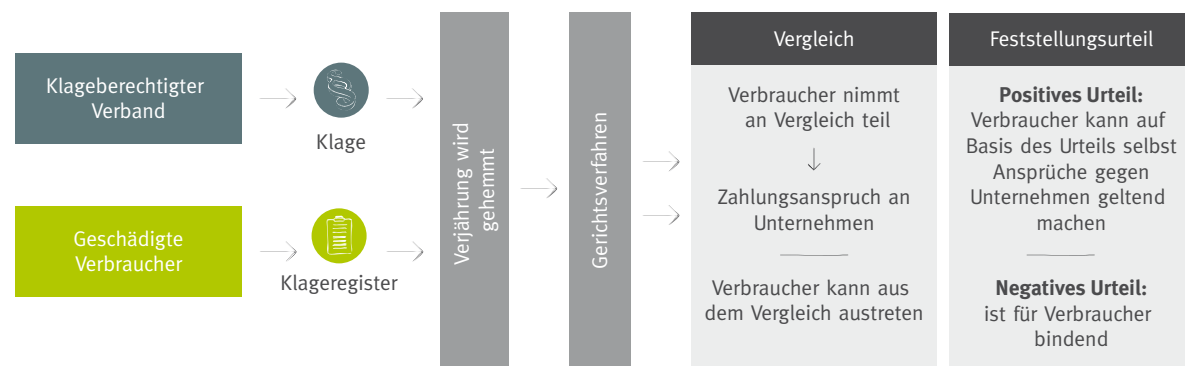 Klageberechtigter
Verband
Klage
Geschädigte
Verbraucher
Klageregister
Verjährung wird
gehemmt
Gerichtsverfahren
Vergleich
Verbraucher nimmt
an Vergleich teil
Zahlungsanspruch an
Unternehmen
Verbraucher kann aus
dem Vergleich austreten
Feststellungsurteil
Positives Urteil:
Verbraucher kann auf
Basis des Urteils selbst
Ansprüche gegen
Unternehmen geltend
machen
Negatives Urteil:
ist für Verbraucher
bindend